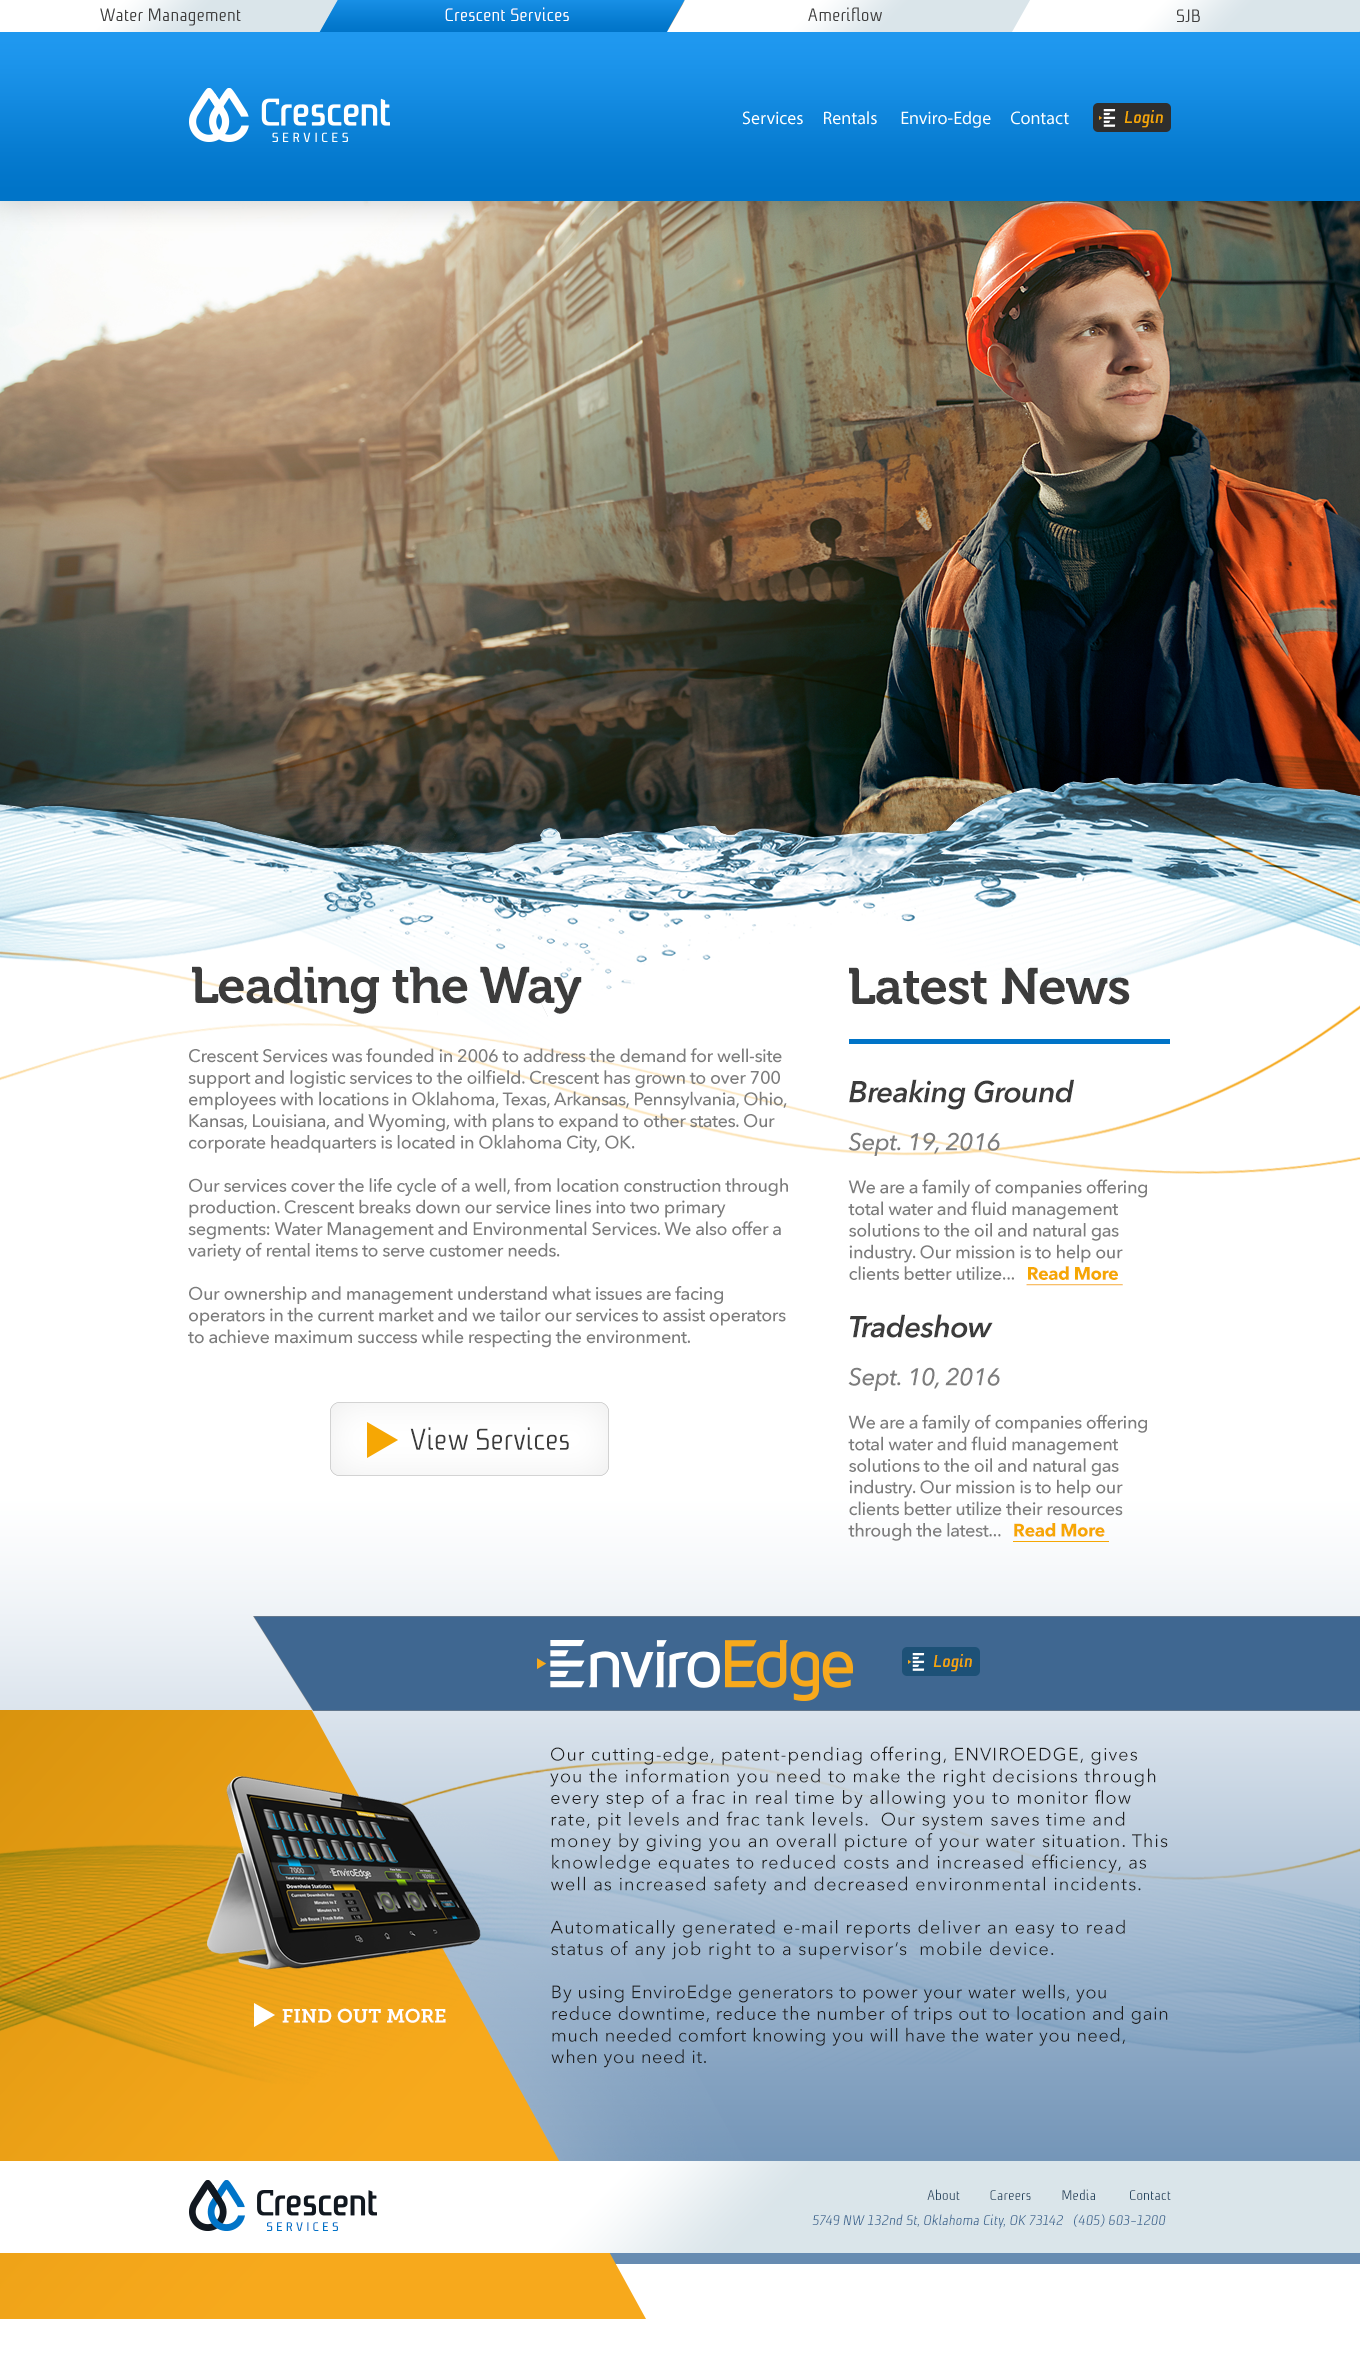 Water Management
Crescent Services
Ameriflow
SJB
Crescent
SERVICES
Services
Rentals
Enviro-Edge
Contact
Login
Leading the Way
Crescent Services was founded in 2006 to address the demand for well-site
support and logistic services to the oilfield. Crescent has grown to over 700
employees with locations in Oklahoma, Texas, Arkansas, Pennsylvania, Ohio,
Kansas, Louisiana, and Wyoming, with plans to expand to other states. Our
corporate headquarters is located in Oklahoma City, OK.
Our services cover the life cycle of a well, from location construction through
production. Crescent breaks down our service lines into two primary
segments: Water Management and Environmental Services. We also offer a
variety of rental items to serve customer needs.
Our ownership and management understand what issues are facing
operators in the current market and we tailor our services to assist operators
to achieve maximum success while respecting the environment.
View Services
Latest News
Breaking Ground
Sept. 19, 2016
We are a family of companies offering
total water and fluid management
solutions to the oil and natural gas
industry. Our mission is to help our
clients better utilize... Read More
Tradeshow
Sept. 10, 2016
We are a family of companies offering
total water and fluid management
solutions to the oil and natural gas
industry. Our mission is to help our
clients better utilize their resources
through the latest... Read More
EnviroEdge
Login
7000
EnviroEdge
FIND OUT MORE
Our cutting-edge, patent-pendiag offering, ENVIROEDGE, gives
you the information you need to make the right decisions through
every step of a frac in real time by allowing you to monitor flow
rate, pit levels and frac tank levels.  Our system saves time and
money by giving you an overall picture of your water situation. This
knowledge equates to reduced costs and increased efficiency, as
well as increased safety and decreased environmental incidents.
Automatically generated e-mail reports deliver an easy to read
status of any job right to a supervisor's  mobile device.
By using EnviroEdge generators to power your water wells, you
reduce downtime, reduce the number of trips out to location and gain
much needed comfort knowing you will have the water you need,
when you need it.
Crescent
SERVICES
About
Careers
Media
Contact
5749 NW 132nd St, Oklahoma City, OK 73142   (405) 603-1200